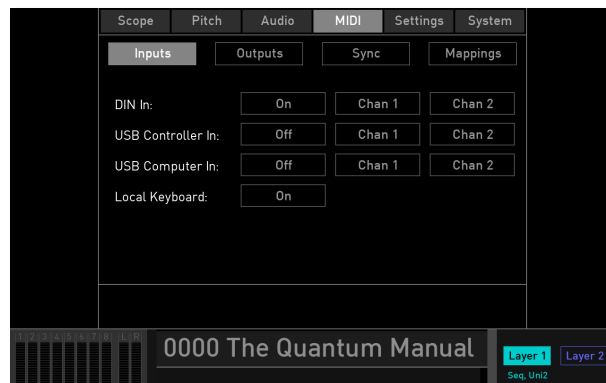 Scope Pitch Audio MIDI Settings System
Inputs Outputs Sync Mappings
DIN In: On Chan 1 Chan 2
USB Controller In: Off Chan 1 Chan 2
USB Computer In: Off Chan 1 Chan 2
Local Keyboard: On
1 2 3 4 5 6 7 8 L R
0000 The Quantum Manual
Layer 1 Layer 2
Seq, Uni2